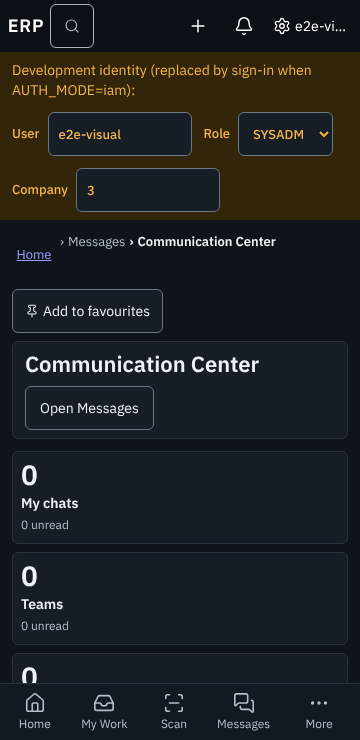 ERP
e2e-vi...
Development identity (replaced by sign-in when
AUTH_MODE=iam):
User e2e-visual Role SYSADM
Company 3
Home › Messages › Communication Center
Add to favourites
Communication Center
Open Messages
0
My chats
0 unread
0
Teams
0 unread
0
Home My Work Scan Messages More